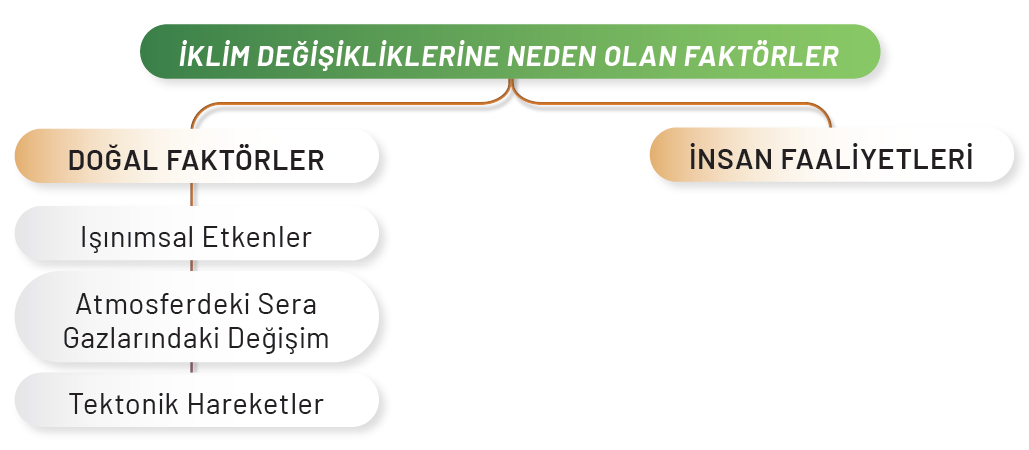 İKLİM DEĞİŞİKLİKLERİNE NEDEN OLAN FAKTÖRLER
DOĞAL FAKTÖRLER
Işınımsal Etkenler
Atmosferdeki Sera
Gazlarındaki Değişim
Tektonik Hareketler
İNSAN FAALİYETLERİ